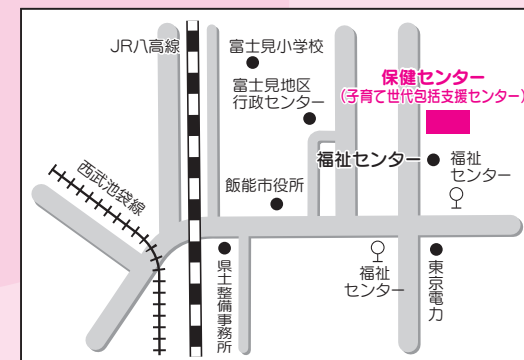 JR八高線
富士見小学校
富士見地区
行政センター
保健センター
(子育て世代包括支援センター)
福祉センター
福祉
センター
西武池袋線
飯能市役所
県土整備事務所
福祉
センター
東京電力